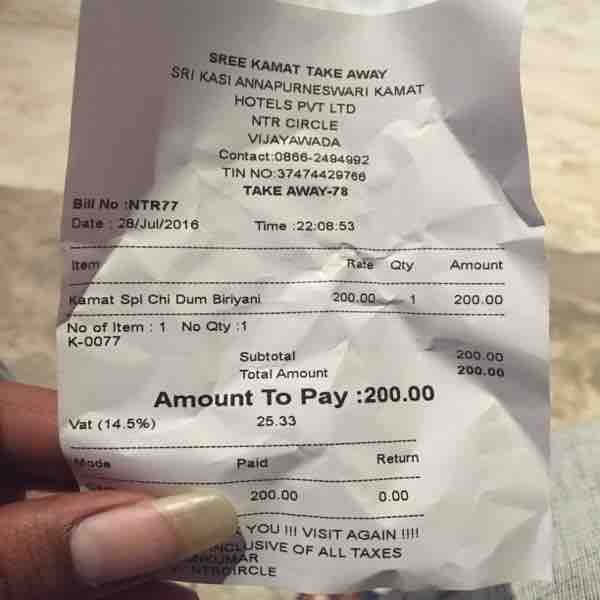 SREE KAMAT TAKE AWAY
SRI KASI ANNAPURNESWARI KAMAT
HOTELS PVT LTD
NTR CIRCLE
VIJAYAWADA
Contact:0866-2494992
TIN NO:37474429766
TAKE AWAY-78
Bill No :NTR77
Date : 28/Jul/2016 Time :22:08:53
Item Rate Qty Amount
Kamat Spl Chi Dum Biriyani 200.00 1 200.00
No of Item : 1 No Qty :1
K-0077
Subtotal 200.00
Total Amount 200.00
Amount To Pay :200.00
Vat (14.5%) 25.33
Mode Paid Return
200.00 0.00
YOU !!! VISIT AGAIN !!!!
OF ALL TAXES
NTRCIRCLE